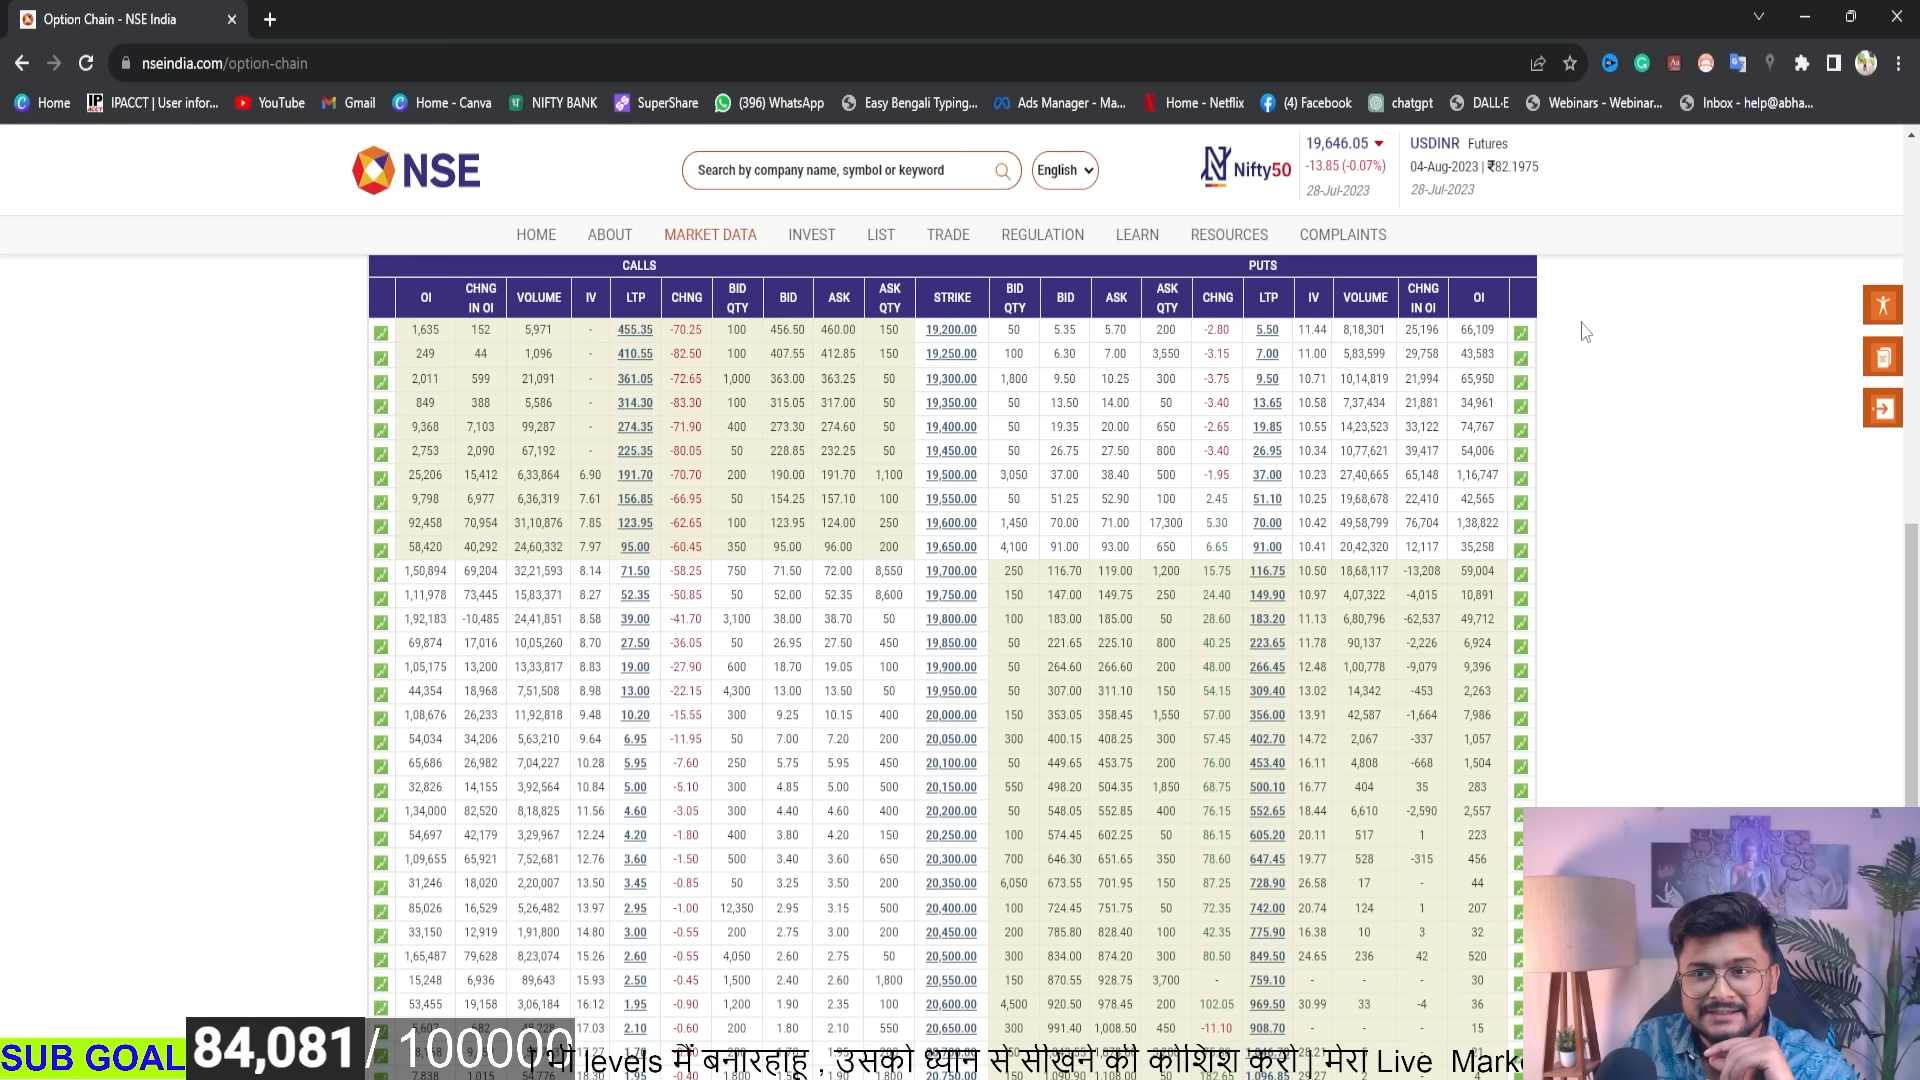 Option Chain - NSE India
nseindia.com/option-chain
Home IPACCT | User infor... YouTube Gmail Home - Canva NIFTY BANK SuperShare (396) WhatsApp Easy Bengali Typing... Ads Manager - Ma... Home - Netflix (4) Facebook chatgpt DALL·E Webinars - Webinar... Inbox - help@abha...
NSE
Search by company name, symbol or keyword
English
Nifty50
19,646.05
-13.85 (-0.07%)
28-Jul-2023
USDINR Futures
04-Aug-2023 | ₹82.1975
28-Jul-2023
HOME ABOUT MARKET DATA INVEST LIST TRADE REGULATION LEARN RESOURCES COMPLAINTS
CALLS PUTS
OI CHNG IN OI VOLUME IV LTP CHNG BID QTY BID ASK ASK QTY STRIKE BID QTY BID ASK ASK QTY CHNG LTP IV VOLUME CHNG IN OI OI
1,635 152 5,971 - 455.35 -70.25 100 456.50 460.00 150 19,200.00 50 5.35 5.70 200 -2.80 5.50 11.44 8,18,301 25,196 66,109
249 44 1,096 - 410.55 -82.50 100 407.55 412.85 150 19,250.00 100 6.30 7.00 3,550 -3.15 7.00 11.00 5,83,599 29,758 43,583
2,011 599 21,091 - 361.05 -72.65 1,000 363.00 363.25 50 19,300.00 1,800 9.50 10.25 300 -3.75 9.50 10.71 10,14,819 21,994 65,950
849 388 5,586 - 314.30 -83.30 100 315.05 317.00 50 19,350.00 50 13.50 14.00 50 -3.40 13.65 10.58 7,37,434 21,881 34,961
9,368 7,103 99,287 - 274.35 -71.90 400 273.30 274.60 50 19,400.00 50 19.35 20.00 650 -2.65 19.85 10.55 14,23,523 33,122 74,767
2,753 2,090 67,192 - 225.35 -80.05 50 228.85 232.25 50 19,450.00 50 26.75 27.50 800 -3.40 26.95 10.34 10,77,621 39,417 54,006
25,206 15,412 6,33,864 6.90 191.70 -70.70 200 190.00 191.70 1,100 19,500.00 3,050 37.00 38.40 500 -1.95 37.00 10.23 27,40,665 65,148 1,16,747
9,798 6,977 6,36,319 7.61 156.85 -66.95 50 154.25 157.10 100 19,550.00 50 51.25 52.90 100 2.45 51.10 10.25 19,68,678 22,410 42,565
92,458 70,954 31,10,876 7.85 123.95 -62.65 100 123.95 124.00 250 19,600.00 1,450 70.00 71.00 17,300 5.30 70.00 10.42 49,58,799 76,704 1,38,822
58,420 40,292 24,60,332 7.97 95.00 -60.45 350 95.00 96.00 200 19,650.00 4,100 91.00 93.00 650 6.65 91.00 10.41 20,42,320 12,117 35,258
1,50,894 69,204 32,21,593 8.14 71.50 -58.25 750 71.50 72.00 8,550 19,700.00 250 116.70 119.00 1,200 15.75 116.75 10.50 18,68,117 -13,208 59,004
1,11,978 73,445 15,83,371 8.27 52.35 -50.85 50 52.00 52.35 8,600 19,750.00 150 147.00 149.75 250 24.40 149.90 10.97 4,07,322 -4,015 10,891
1,92,183 -10,485 24,41,851 8.58 39.00 -41.70 3,100 38.00 38.70 50 19,800.00 100 183.00 185.00 50 28.60 183.20 11.13 6,80,796 -62,537 49,712
69,874 17,016 10,05,260 8.70 27.50 -36.05 50 26.95 27.50 450 19,850.00 50 221.65 225.10 800 40.25 223.65 11.78 90,137 -2,226 6,924
1,05,175 13,200 13,33,817 8.83 19.00 -27.90 600 18.70 19.05 100 19,900.00 50 264.60 266.60 200 48.00 266.45 12.48 1,00,778 -9,079 9,396
44,354 18,968 7,51,508 8.98 13.00 -22.15 4,300 13.00 13.50 50 19,950.00 50 307.00 311.10 150 54.15 309.40 13.02 14,342 -453 2,263
1,08,676 26,233 11,92,818 9.48 10.20 -15.55 300 9.25 10.15 400 20,000.00 150 353.05 358.45 1,550 57.00 356.00 13.91 42,587 -1,664 7,986
54,034 34,206 5,63,210 9.64 6.95 -11.95 50 7.00 7.20 200 20,050.00 300 400.15 408.25 300 57.45 402.70 14.72 2,067 -337 1,057
65,686 26,982 7,04,227 10.28 5.95 -7.60 250 5.75 5.95 450 20,100.00 50 449.65 453.75 200 76.00 453.40 16.11 4,808 -668 1,504
32,826 14,155 3,92,564 10.84 5.00 -5.10 300 4.85 5.00 500 20,150.00 550 498.20 504.35 1,850 68.75 500.10 16.77 404 35 283
1,34,000 82,520 8,18,825 11.56 4.60 -3.05 300 4.40 4.60 400 20,200.00 50 548.05 552.85 400 76.15 552.65 18.44 6,610 -2,590 2,557
54,697 42,179 3,29,967 12.24 4.20 -1.80 400 3.80 4.20 150 20,250.00 100 574.45 602.25 50 86.15 605.20 20.11 517 1 223
1,09,655 65,921 7,52,681 12.76 3.60 -1.50 500 3.40 3.60 650 20,300.00 700 646.30 651.65 350 78.60 647.45 19.77 528 -315 456
31,246 18,020 2,20,007 13.50 3.45 -0.85 50 3.25 3.50 200 20,350.00 6,050 673.55 701.95 150 87.25 728.90 26.58 17 - 44
85,026 16,529 5,26,482 13.97 2.95 -1.00 12,350 2.95 3.15 500 20,400.00 100 724.45 751.75 50 72.35 742.00 20.74 124 1 207
33,150 12,919 1,91,800 14.80 3.00 -0.55 200 2.75 3.00 200 20,450.00 200 785.80 828.40 100 42.35 775.90 16.38 10 3 32
1,65,487 79,628 8,23,074 15.26 2.60 -0.55 4,050 2.60 2.75 50 20,500.00 300 834.00 874.20 300 80.50 849.50 24.65 236 42 520
15,248 6,936 89,643 15.93 2.50 -0.45 1,500 2.40 2.60 1,800 20,550.00 150 870.55 928.75 3,700 - 759.10 - - - 30
53,455 19,158 3,06,184 16.12 1.95 -0.90 1,200 1.90 2.35 100 20,600.00 4,500 920.50 978.45 200 102.05 969.50 30.99 33 -4 36
17.03 2.10 -0.60 200 1.80 2.10 550 20,650.00 300 991.40 1,008.50 450 -11.10 908.70 - - - 15
SUB GOAL 84,081 / 100000
भी levels में बनारहाहू , उसको ध्यान से सीखने की कोशिश करो । मेरा Live Mark